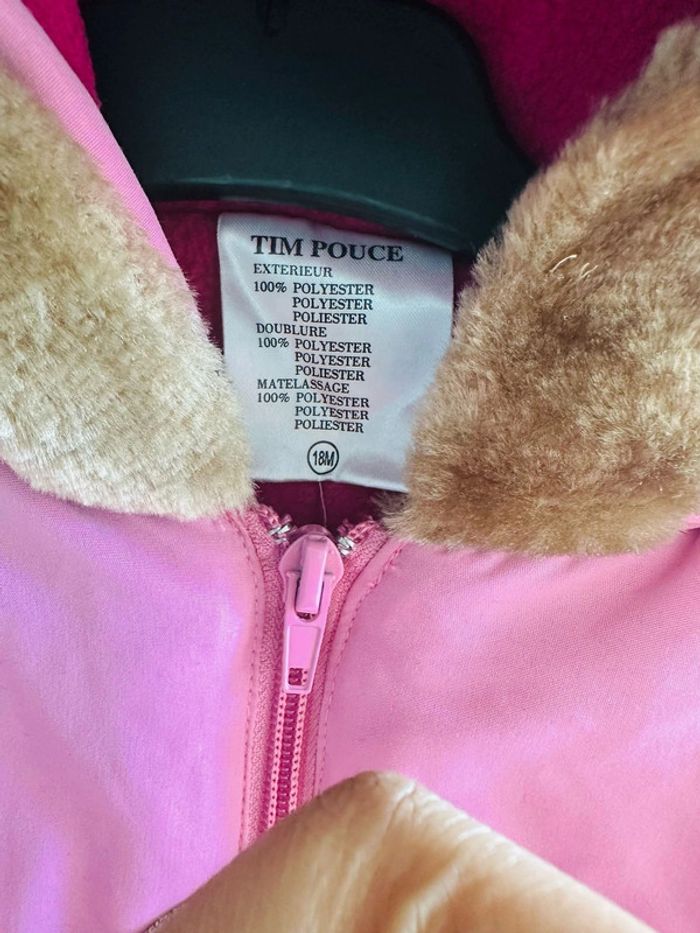 TIM POUCE
EXTERIEUR
100% POLYESTER
POLYESTER
POLIESTER
DOUBLURE
100% POLYESTER
POLYESTER
POLIESTER
MATELASSAGE
100% POLYESTER
POLYESTER
POLIESTER
18M